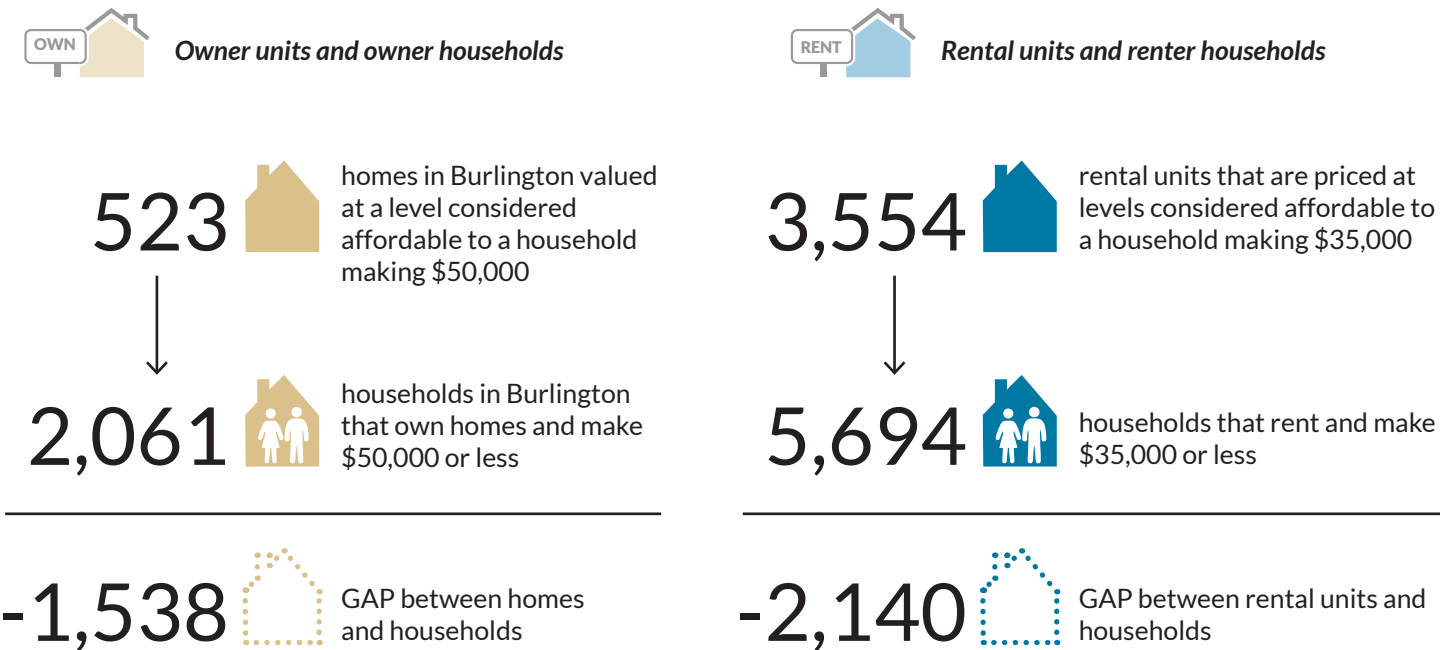 OWN
Owner units and owner households
523
homes in Burlington valued
at a level considered
affordable to a household
making $50,000
2,061
households in Burlington
that own homes and make
$50,000 or less
-1,538
GAP between homes
and households
RENT
Rental units and renter households
3,554
rental units that are priced at
levels considered affordable to
a household making $35,000
5,694
households that rent and make
$35,000 or less
-2,140
GAP between rental units and
households